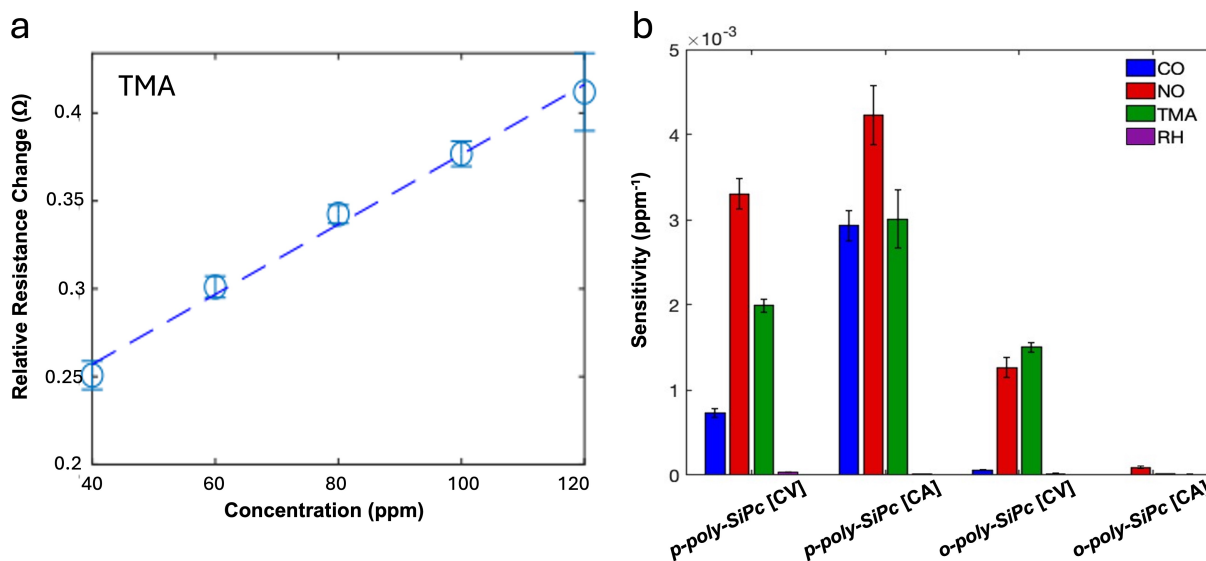 a
TMA
Relative Resistance Change (Ω)
0.4
0.35
0.3
0.25
0.2
40
60
80
100
120
Concentration (ppm)
b
×10⁻³
5
4
3
2
1
0
Sensitivity (ppm⁻¹)
CO
NO
TMA
RH
p-poly-SiPc [CV]
p-poly-SiPc [CA]
o-poly-SiPc [CV]
o-poly-SiPc [CA]